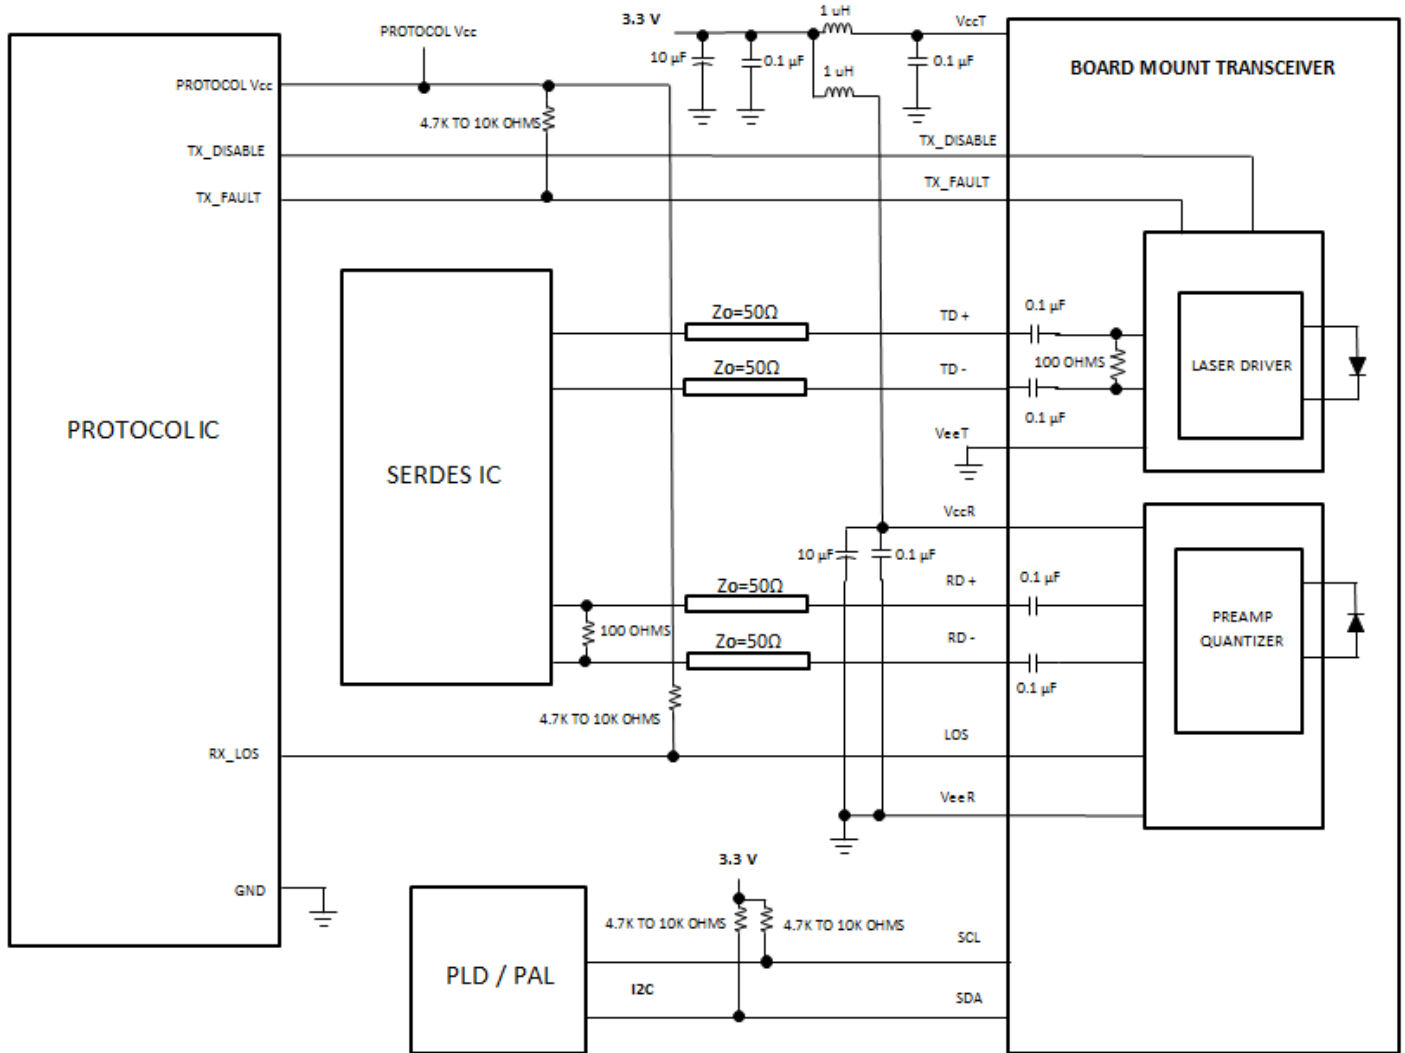 3.3 V
1 uH
VccT
PROTOCOL Vcc
10 µF
0.1 µF
0.1 µF
BOARD MOUNT TRANSCEIVER
1 uH
PROTOCOL Vcc
4.7K TO 10K OHMS
TX_DISABLE
TX_DISABLE
TX_FAULT
TX_FAULT
Zo=50Ω
TD +
0.1 µF
Zo=50Ω
TD -
100 OHMS
LASER DRIVER
0.1 µF
PROTOCOL IC
VeeT
SERDES IC
VccR
10 µF
0.1 µF
Zo=50Ω
RD +
0.1 µF
100 OHMS
Zo=50Ω
RD -
PREAMP
QUANTIZER
0.1 µF
4.7K TO 10K OHMS
RX_LOS
LOS
VeeR
3.3 V
GND
4.7K TO 10K OHMS
4.7K TO 10K OHMS
SCL
PLD / PAL
I2C
SDA